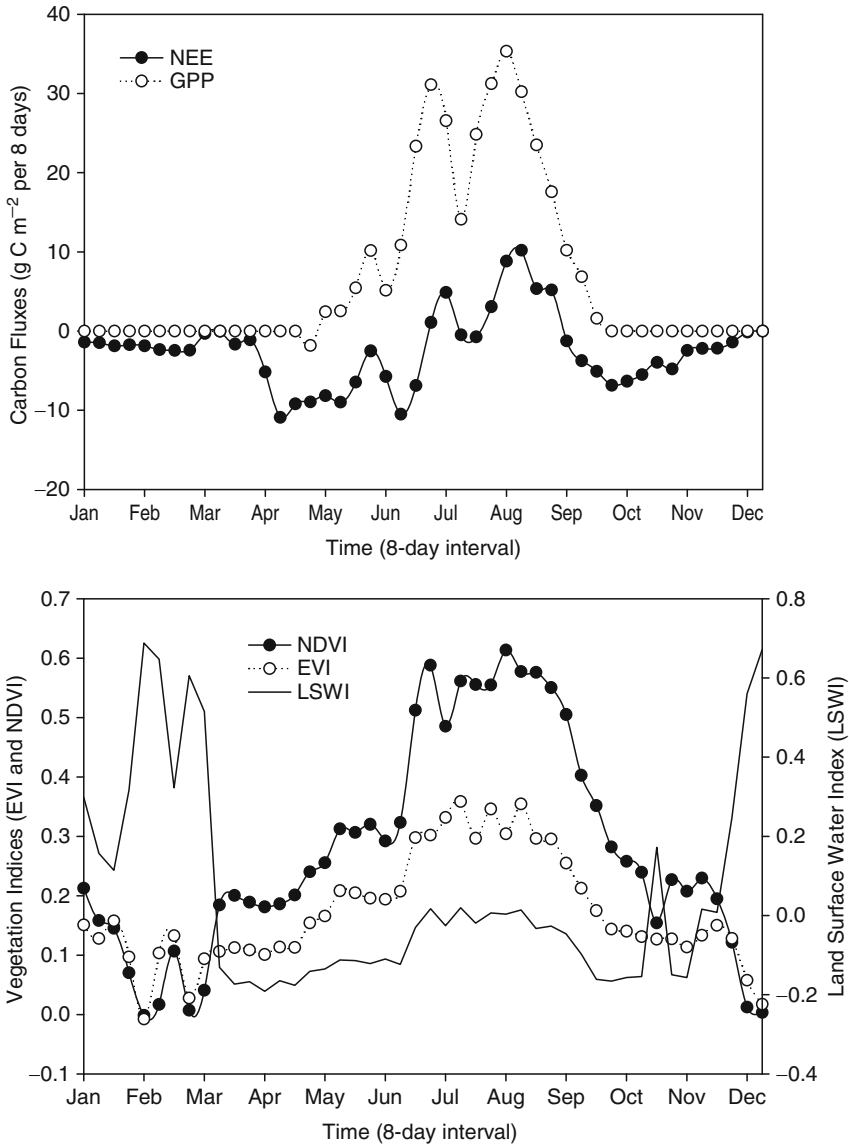 Carbon Fluxes (g C m⁻² per 8 days)
40
30
20
10
0
−10
−20
NEE
GPP
Jan Feb Mar Apr May Jun Jul Aug Sep Oct Nov Dec
Time (8-day interval)
Vegetation Indices (EVI and NDVI)
0.7
0.6
0.5
0.4
0.3
0.2
0.1
0.0
−0.1
NDVI
EVI
LSWI
0.8
0.6
0.4
0.2
0.0
−0.2
−0.4
Land Surface Water Index (LSWI)
Jan Feb Mar Apr May Jun Jul Aug Sep Oct Nov Dec
Time (8-day interval)